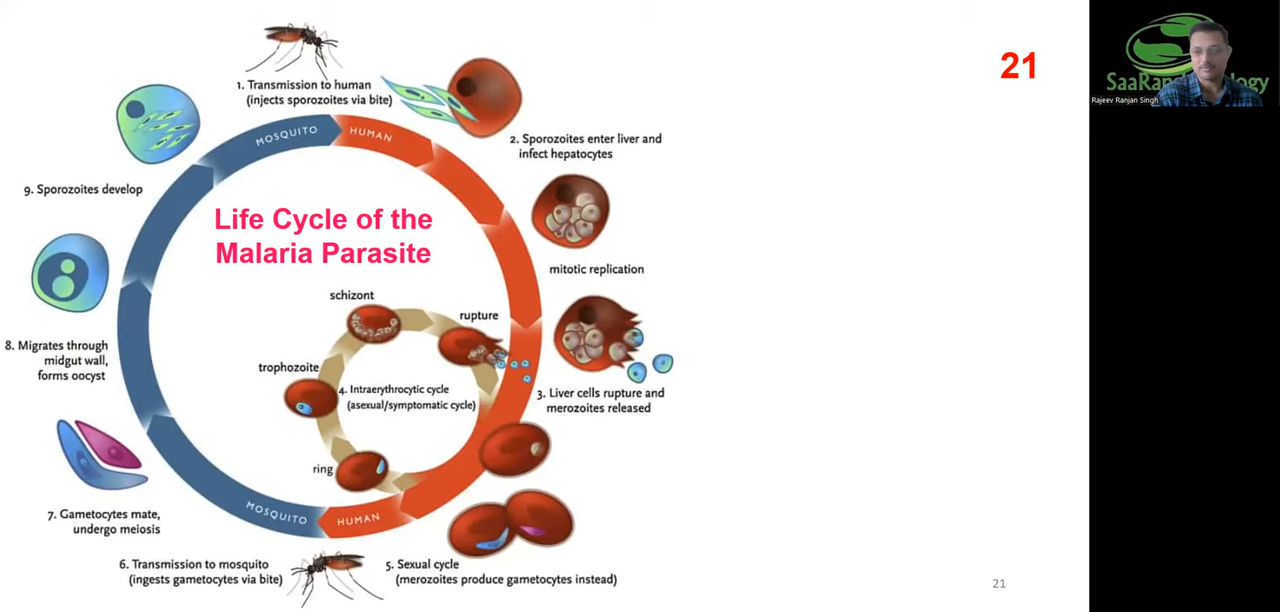 1. Transmission to human
(injects sporozoites via bite)
21
SaaRan
ogy
Rajeev Ranjan Singh
MOSQUITO
HUMAN
2. Sporozoites enter liver and
infect hepatocytes
9. Sporozoites develop
Life Cycle of the
Malaria Parasite
mitotic replication
schizont
rupture
8. Migrates through
midgut wall,
forms oocyst
trophozoite
4. Intraerythrocytic cycle
(asexual/symptomatic cycle)
3. Liver cells rupture and
merozoites released
ring
7. Gametocytes mate,
undergo meiosis
MOSQUITO
HUMAN
6. Transmission to mosquito
(ingests gametocytes via bite)
5. Sexual cycle
(merozoites produce gametocytes instead)
21